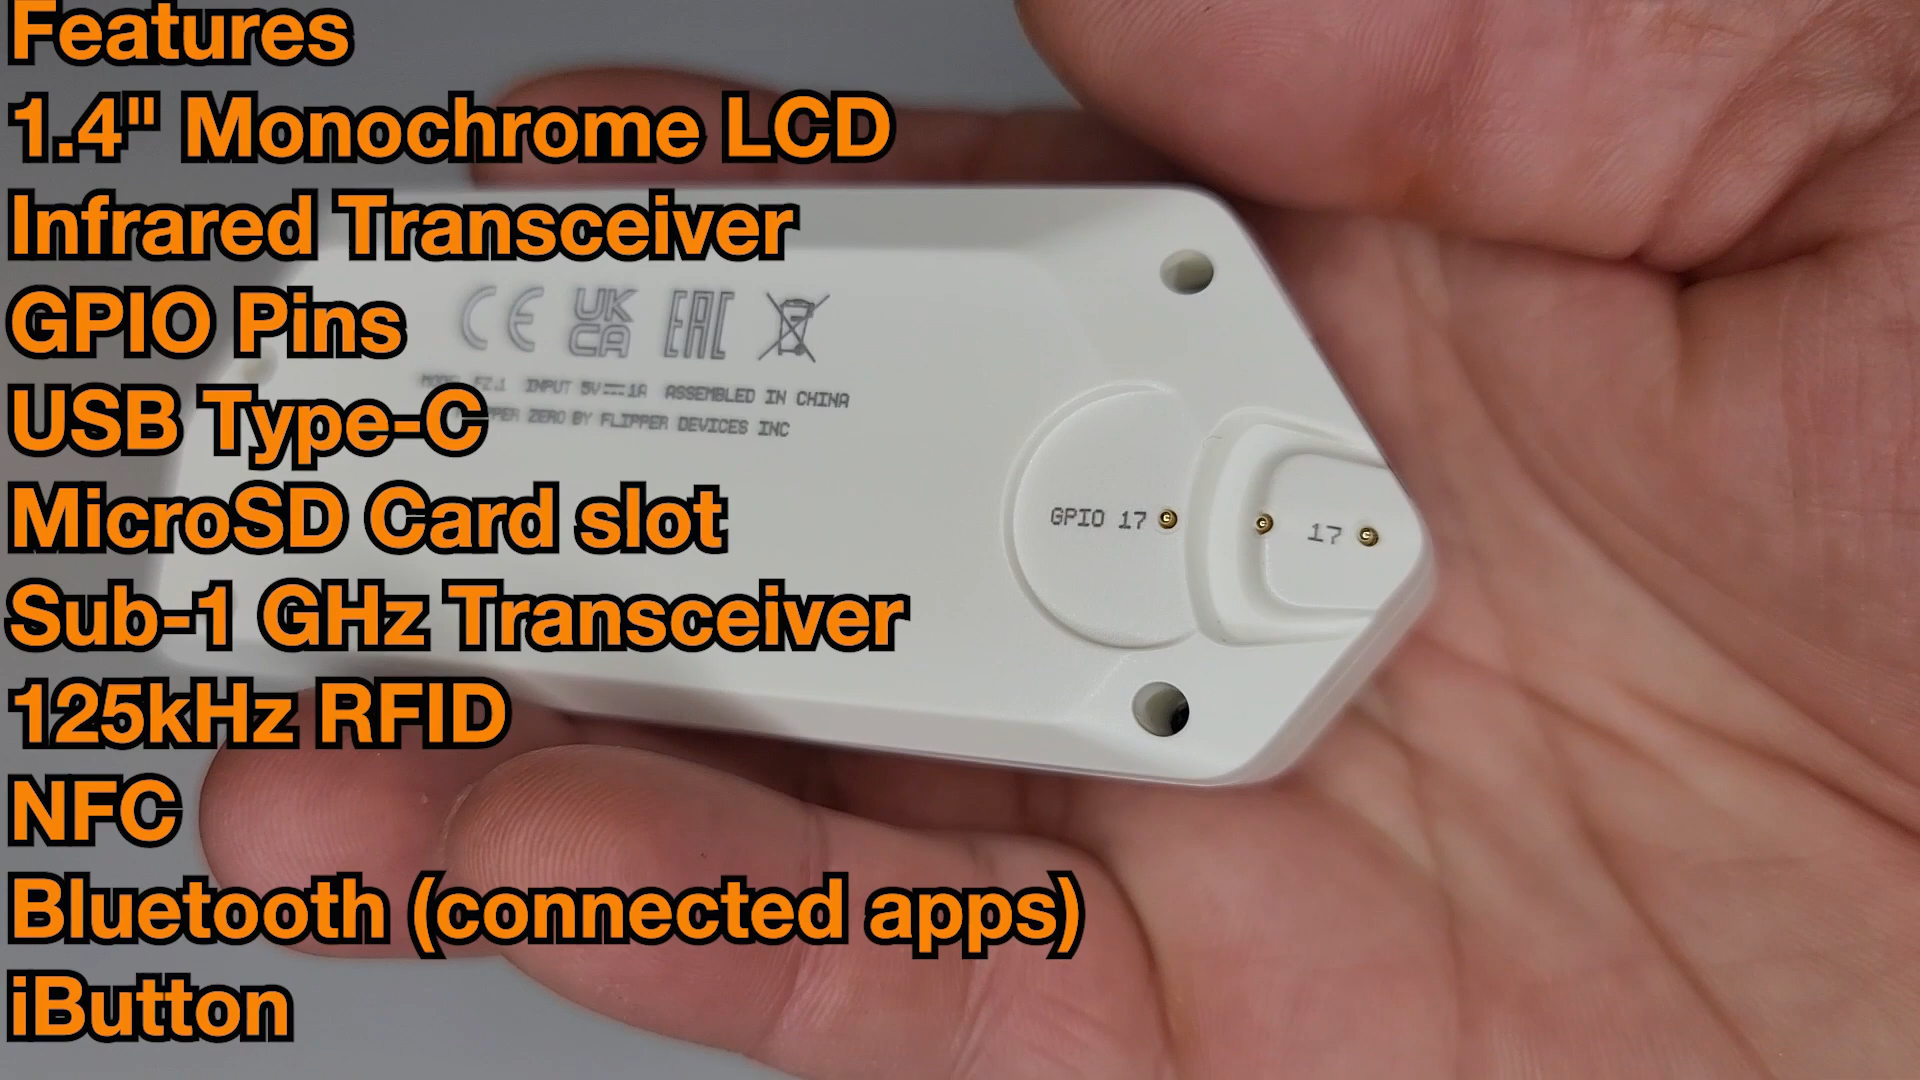 Features
1.4" Monochrome LCD
Infrared Transceiver
GPIO Pins
USB Type-C
MicroSD Card slot
Sub-1 GHz Transceiver
125kHz RFID
NFC
Bluetooth (connected apps)
iButton
CE UK CA EAC
INPUT 5V⎓1A ASSEMBLED IN CHINA
ZERO BY FLIPPER DEVICES INC
GPIO 17
17